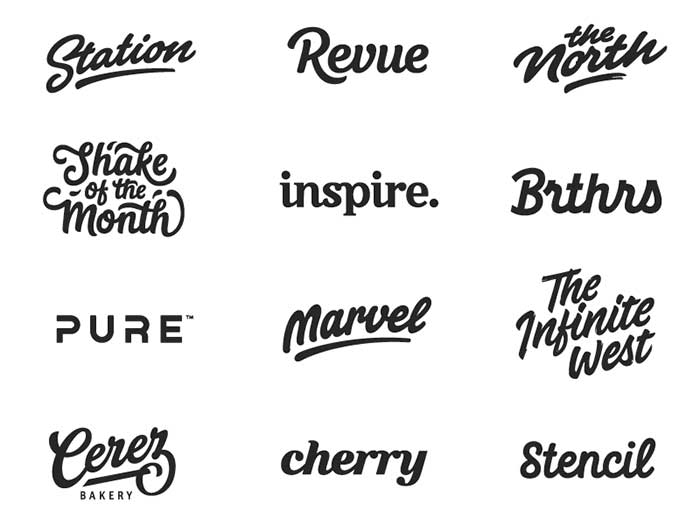 Station
Revue
the
North
Shake
of the
Month
inspire.
Brthrs
PURE™
Marvel
The
Infinite
West
Cerez
BAKERY
cherry
Stencil